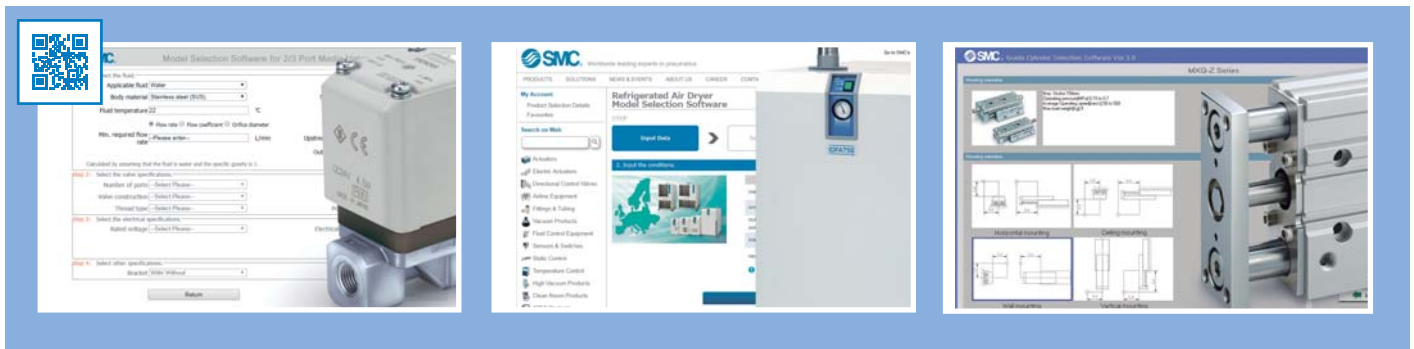 Model Selection Software for 2/3 Port Media
Select the fluid.
Applicable fluid Water
Body material Stainless steel (SUS)
Fluid temperature 22 ℃
Flow rate Flow coefficient Orifice diameter
Min. required flow rate --Please enter-- L/min
Calculated by assuming that the fluid is water and the specific gravity is 1.
Step 2: Select the valve specifications.
Number of ports --Select Please--
Valve construction --Select Please--
Thread type --Select Please--
Step 3: Select the electrical specifications.
Rated voltage --Select Please--
Step 4: Select other specifications.
Bracket
Return
SMC. Worldwide leading experts in pneumatics
Go to SMC's
PRODUCTS SOLUTIONS NEWS & EVENTS ABOUT US CAREER CONTA
My Account
Product Selection Details
Favourites
Search on Web
Actuators
Electric Actuators
Directional Control Valves
Airline Equipment
Fittings & Tubing
Vacuum Products
Fluid Control Equipment
Sensors & Switches
Static Control
Temperature Control
High Vacuum Products
Clean Room Products
Refrigerated Air Dryer
Model Selection Software
STEP
Input Data
2. Input the conditions.
SMC. Guide Cylinder Selection Software Ver 3.0
MXQ-Z Series
Horizontal mounting
Ceiling mounting
Wall mounting
Vertical mounting